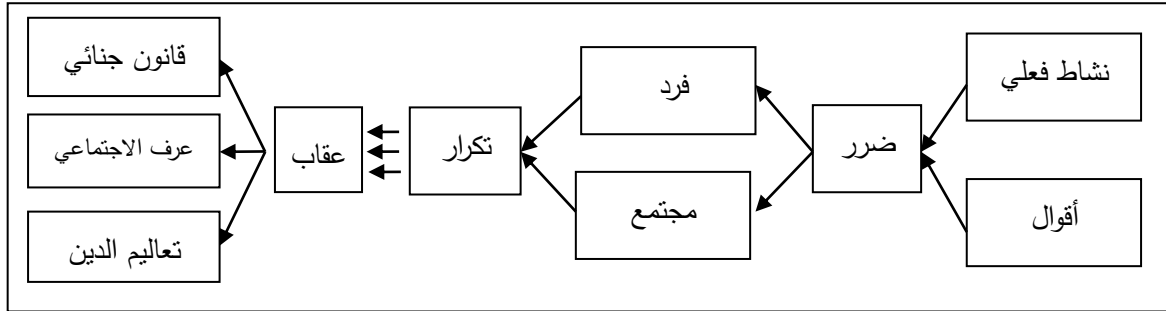 نشاط فعلي
أقوال
ضرر
فرد
مجتمع
تكرار
عقاب
قانون جنائي
عرف الاجتماعي
تعاليم الدين